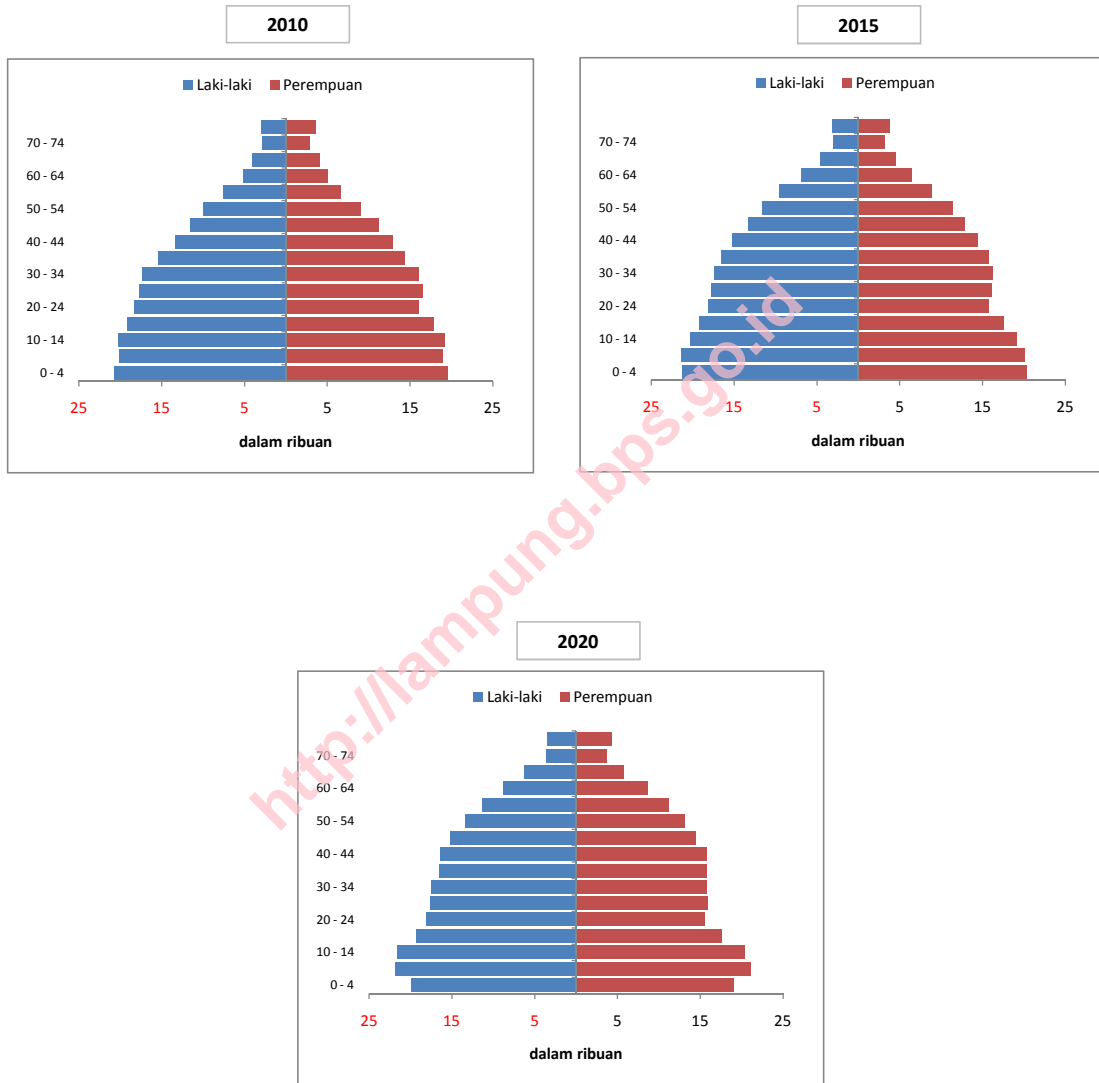 2010
Laki-laki Perempuan
70 - 74
60 - 64
50 - 54
40 - 44
30 - 34
20 - 24
10 - 14
0 - 4
25 15 5 5 15 25
dalam ribuan
2015
Laki-laki Perempuan
70 - 74
60 - 64
50 - 54
40 - 44
30 - 34
20 - 24
10 - 14
0 - 4
25 15 5 5 15 25
dalam ribuan
2020
Laki-laki Perempuan
70 - 74
60 - 64
50 - 54
40 - 44
30 - 34
20 - 24
10 - 14
0 - 4
25 15 5 5 15 25
dalam ribuan
http://lampung.bps.go.id